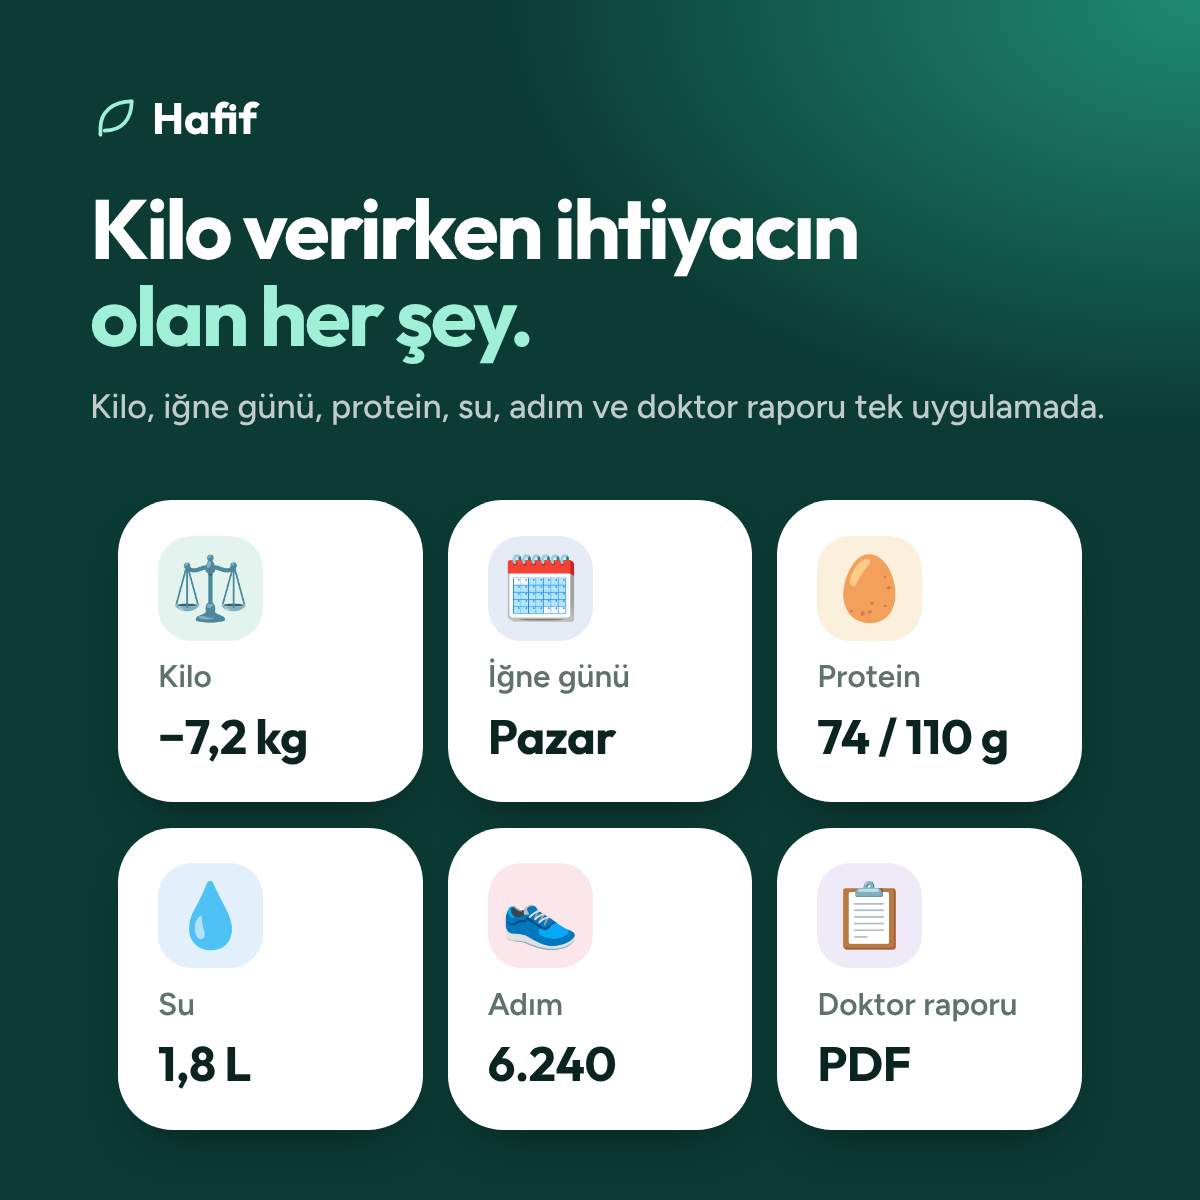 Hafif
Kilo verirken ihtiyacın
olan her şey.
Kilo, iğne günü, protein, su, adım ve doktor raporu tek uygulamada.
Kilo
−7,2 kg
İğne günü
Pazar
Protein
74 / 110 g
Su
1,8 L
Adım
6.240
Doktor raporu
PDF